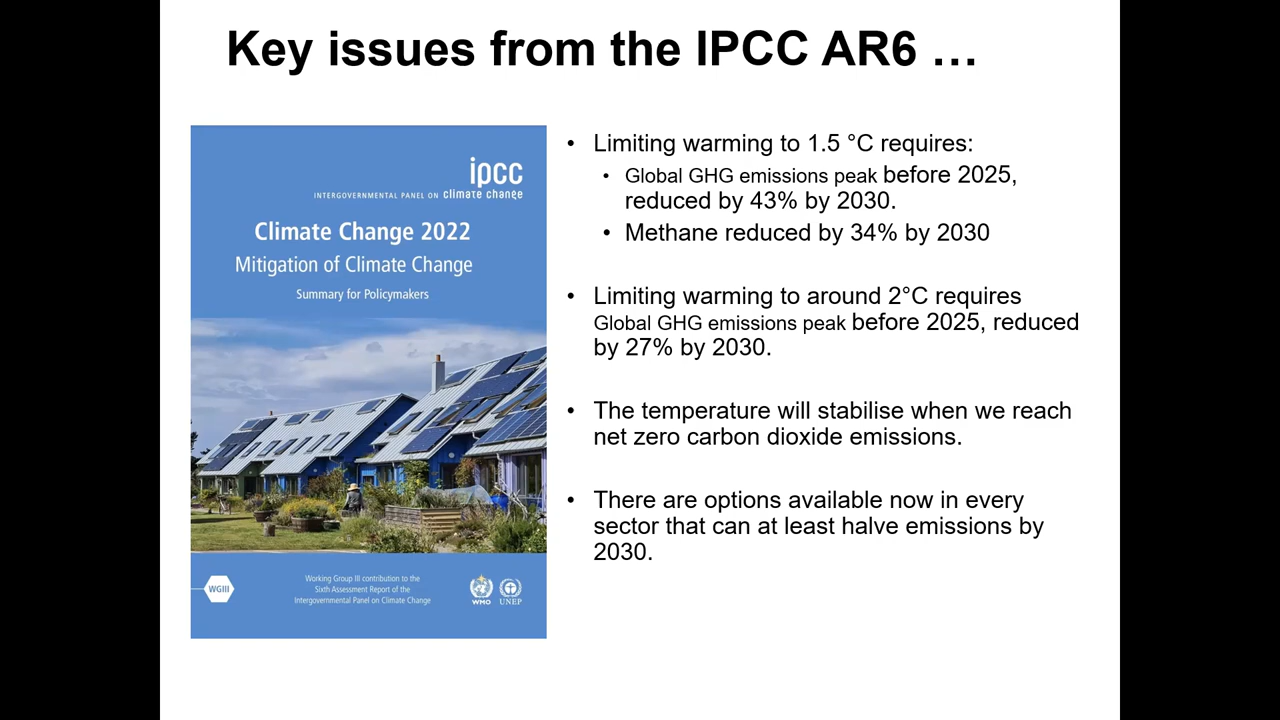 Key issues from the IPCC AR6 …
ipcc
INTERGOVERNMENTAL PANEL ON climate change
Climate Change 2022
Mitigation of Climate Change
Summary for Policymakers
WGIII
Working Group III contribution to the
Sixth Assessment Report of the
Intergovernmental Panel on Climate Change
WMO
UNEP
• Limiting warming to 1.5 °C requires:
• Global GHG emissions peak before 2025,
reduced by 43% by 2030.
• Methane reduced by 34% by 2030
• Limiting warming to around 2°C requires
Global GHG emissions peak before 2025, reduced
by 27% by 2030.
• The temperature will stabilise when we reach
net zero carbon dioxide emissions.
• There are options available now in every
sector that can at least halve emissions by
2030.